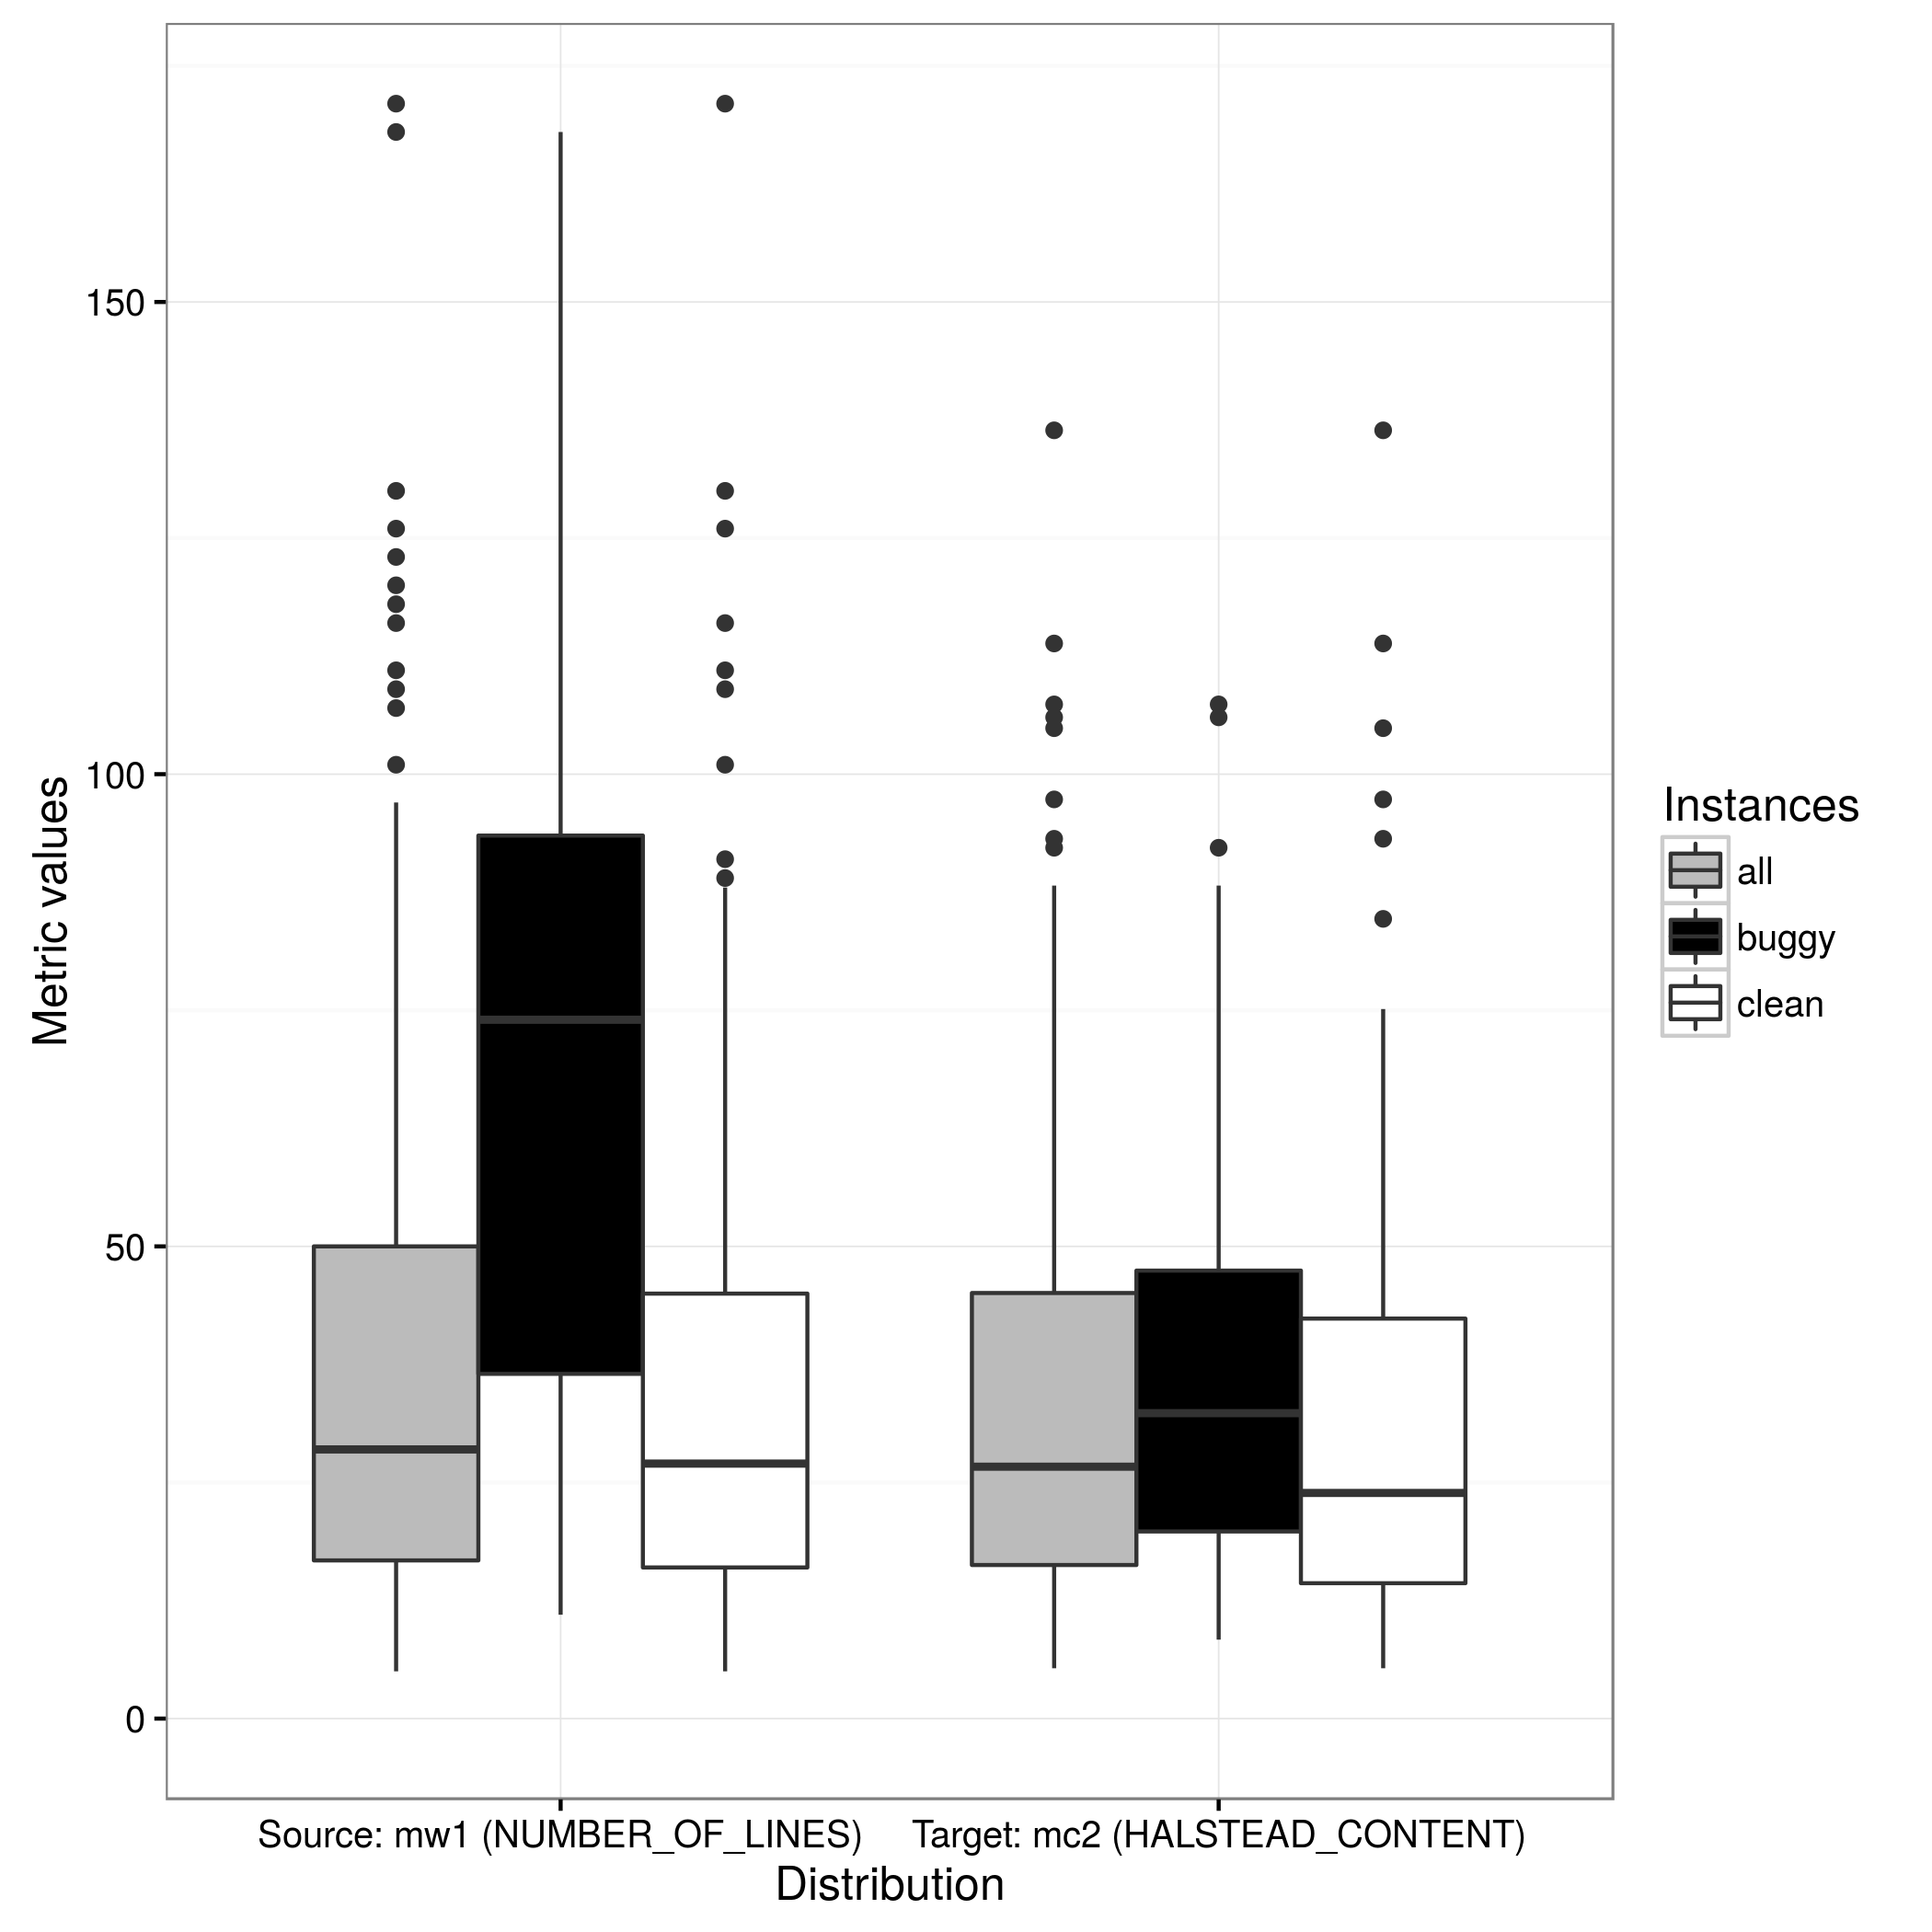 Metric values
150
100
50
0
Source: mw1 (NUMBER_OF_LINES)
Target: mc2 (HALSTEAD_CONTENT)
Distribution
Instances
all
buggy
clean